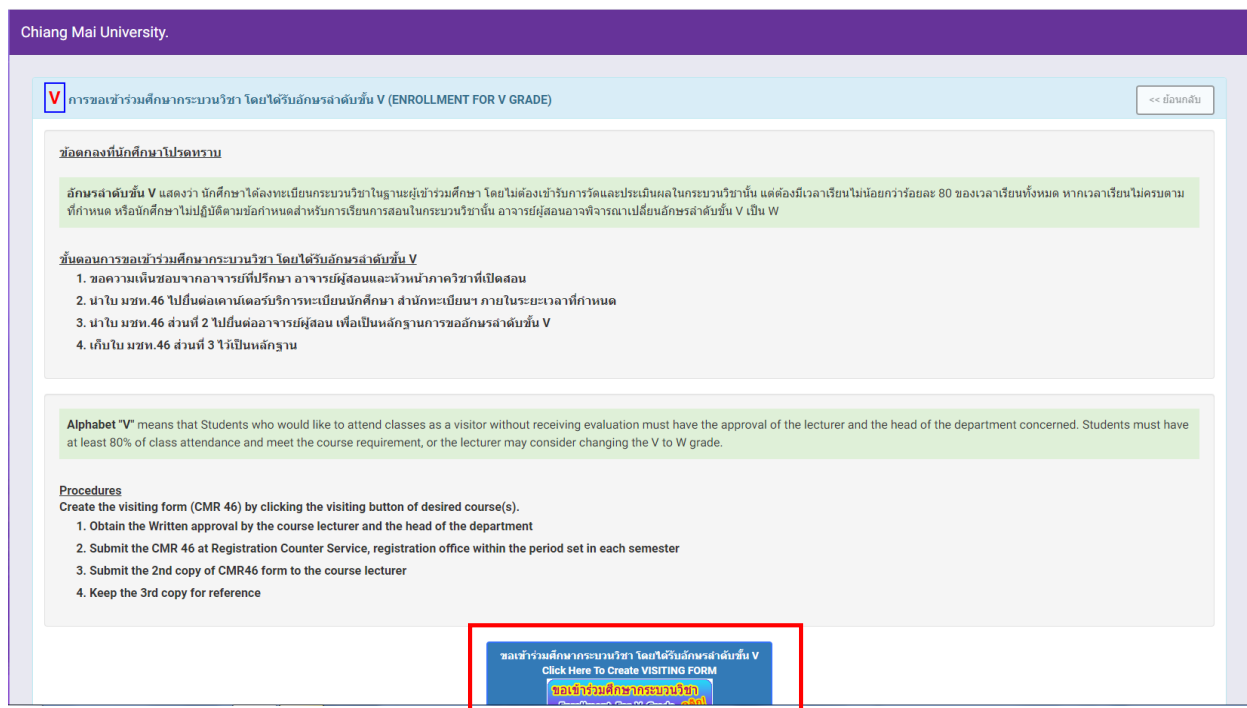 Chiang Mai University.
V การขอเข้าร่วมศึกษากระบวนวิชา โดยได้รับอักษรลำดับขั้น V (ENROLLMENT FOR V GRADE)
<< ย้อนกลับ
ข้อตกลงที่นักศึกษาโปรดทราบ
อักษรลำดับขั้น V แสดงว่า นักศึกษาได้ลงทะเบียนกระบวนวิชาในฐานะผู้เข้าร่วมศึกษา โดยไม่ต้องเข้ารับการวัดและประเมินผลในกระบวนวิชานั้น แต่ต้องมีเวลาเรียนไม่น้อยกว่าร้อยละ 80 ของเวลาเรียนทั้งหมด หากเวลาเรียนไม่ครบตาม
ที่กำหนด หรือนักศึกษาไม่ปฏิบัติตามข้อกำหนดสำหรับการเรียนการสอนในกระบวนวิชานั้น อาจารย์ผู้สอนอาจพิจารณาเปลี่ยนอักษรลำดับขั้น V เป็น W
ขั้นตอนการขอเข้าร่วมศึกษากระบวนวิชา โดยได้รับอักษรลำดับขั้น V
1. ขอความเห็นชอบจากอาจารย์ที่ปรึกษา อาจารย์ผู้สอนและหัวหน้าภาควิชาที่เปิดสอน
2. นำใบ มชท.46 ไปยื่นต่อเคาน์เตอร์บริการทะเบียนนักศึกษา สำนักทะเบียนฯ ภายในระยะเวลาที่กำหนด
3. นำใบ มชท.46 ส่วนที่ 2 ไปยื่นต่ออาจารย์ผู้สอน เพื่อเป็นหลักฐานการขออักษรลำดับขั้น V
4. เก็บใบ มชท.46 ส่วนที่ 3 ไว้เป็นหลักฐาน
Alphabet "V" means that Students who would like to attend classes as a visitor without receiving evaluation must have the approval of the lecturer and the head of the department concerned. Students must have
at least 80% of class attendance and meet the course requirement, or the lecturer may consider changing the V to W grade.
Procedures
Create the visiting form (CMR 46) by clicking the visiting button of desired course(s).
1. Obtain the Written approval by the course lecturer and the head of the department
2. Submit the CMR 46 at Registration Counter Service, registration office within the period set in each semester
3. Submit the 2nd copy of CMR46 form to the course lecturer
4. Keep the 3rd copy for reference
ขอเข้าร่วมศึกษากระบวนวิชา โดยได้รับอักษรลำดับขั้น V
Click Here To Create VISITING FORM
ขอเข้าร่วมศึกษากระบวนวิชา
Enrollment For V Grade